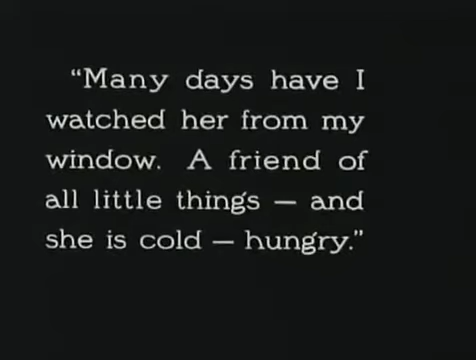 “Many days have I
watched her from my
window. A friend of
all little things — and
she is cold — hungry.”